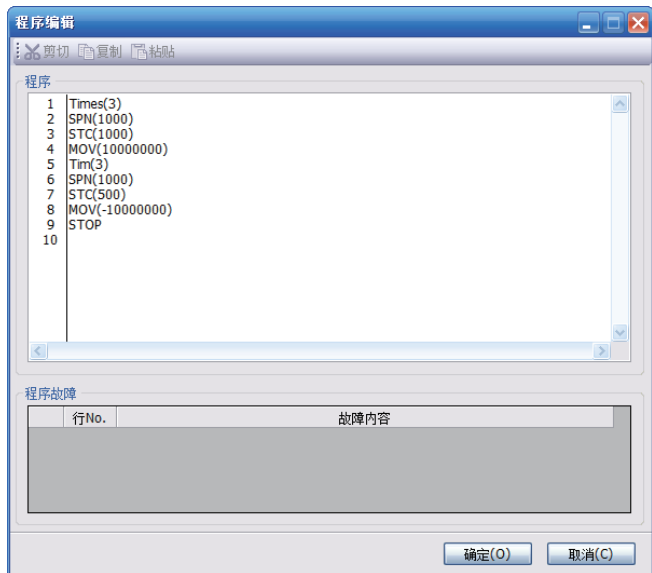 程序编辑
剪切 复制 粘贴
程序
1 Times(3)
2 SPN(1000)
3 STC(1000)
4 MOV(10000000)
5 Tim(3)
6 SPN(1000)
7 STC(500)
8 MOV(-10000000)
9 STOP
10
程序故障
行No. 故障内容
确定(O) 取消(C)